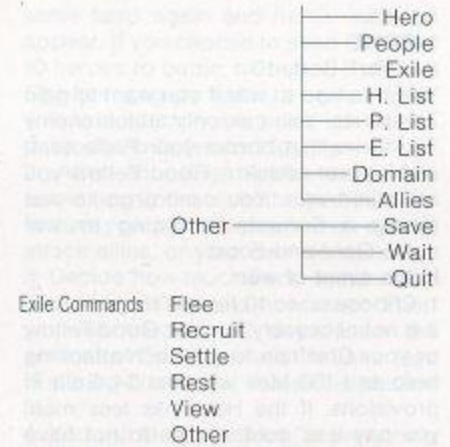 Hero
People
Exile
H. List
P. List
E. List
Domain
Allies
Other Save
Wait
Quit
Exile Commands Flee
Recruit
Settle
Rest
View
Other